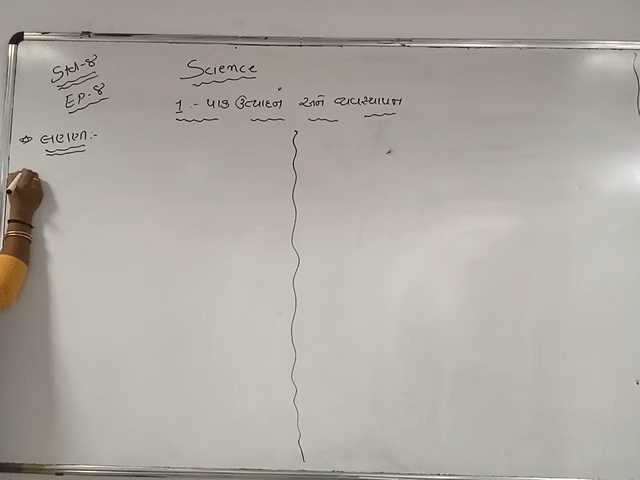 Std-8
Science
EP-8
1:- પાક ઉત્પાદન અને વ્યવસ્થાપન
☆ લણણી:-